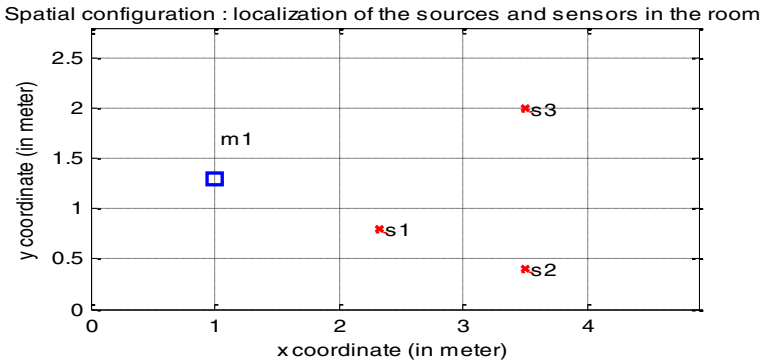 Spatial configuration : localization of the sources and sensors in the room
y coordinate (in meter)
2.5
2
1.5
1
0.5
0
m1
s3
s1
s2
0 1 2 3 4
x coordinate (in meter)